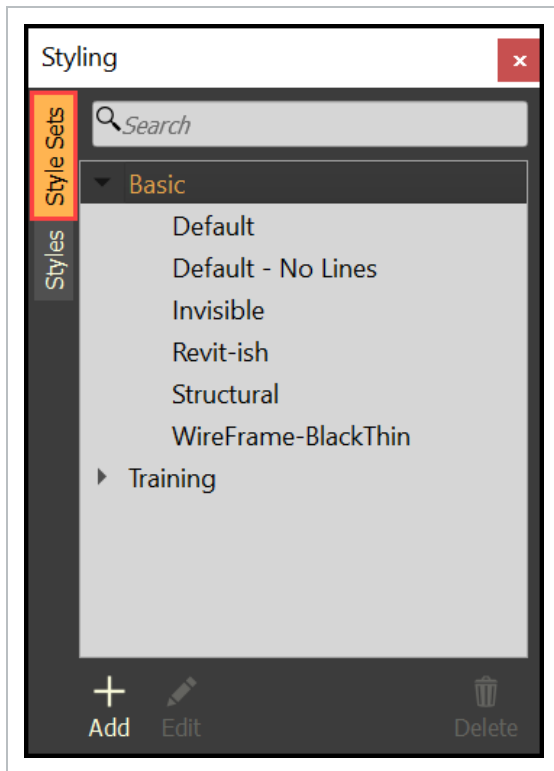 Styling
x
Style Sets
Styles
Search
Basic
Default
Default - No Lines
Invisible
Revit-ish
Structural
WireFrame-BlackThin
Training
Add
Edit
Delete